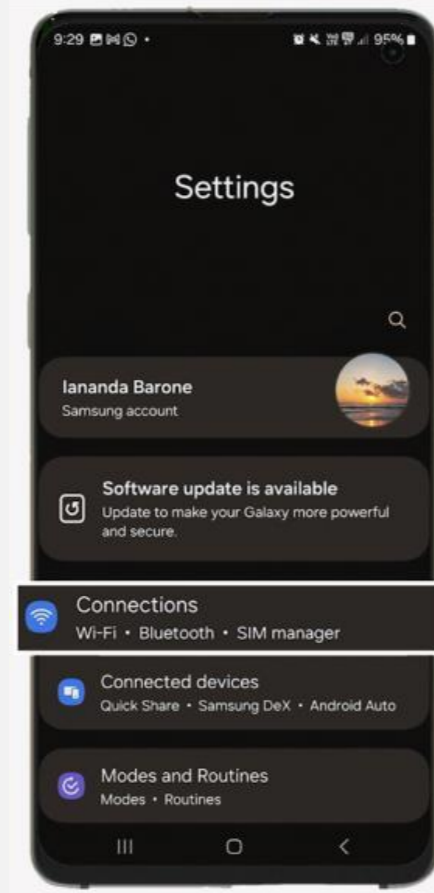 9:29
95%
Settings
Iananda Barone
Samsung account
Software update is available
Update to make your Galaxy more powerful
and secure.
Connections
Wi-Fi • Bluetooth • SIM manager
Connected devices
Quick Share • Samsung DeX • Android Auto
Modes and Routines
Modes • Routines